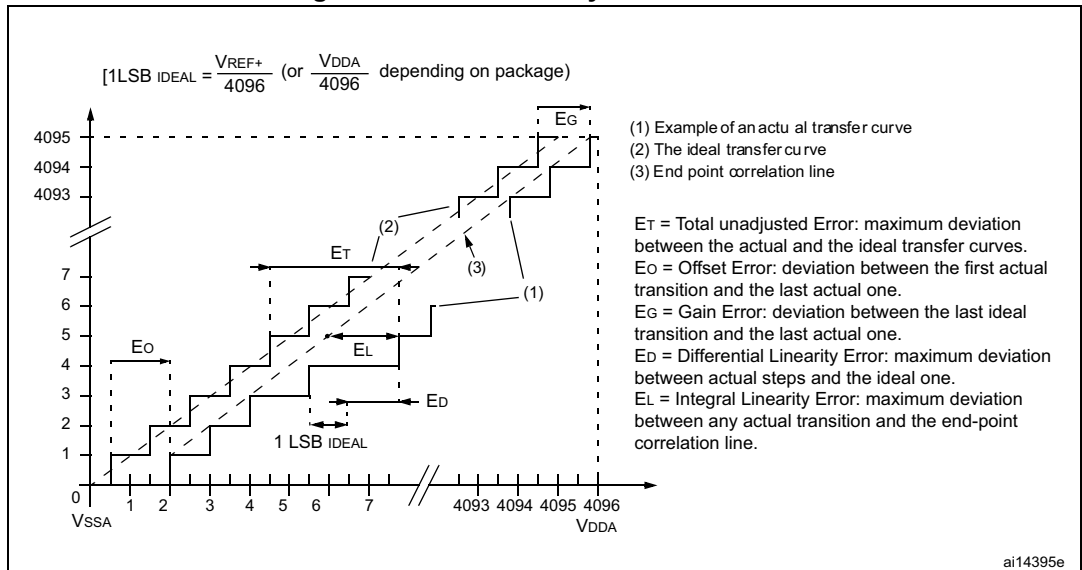 [1LSB IDEAL = VREF+ / 4096 (or VDDA / 4096 depending on package)
EG
4095
4094
4093
7
6
5
4
3
2
1
0
(1) Example of an actu al transfer curve
(2) The ideal transfer cu rve
(3) End point correlation line
ET = Total unadjusted Error: maximum deviation
between the actual and the ideal transfer curves.
EO = Offset Error: deviation between the first actual
transition and the last actual one.
EG = Gain Error: deviation between the last ideal
transition and the last actual one.
ED = Differential Linearity Error: maximum deviation
between actual steps and the ideal one.
EL = Integral Linearity Error: maximum deviation
between any actual transition and the end-point
correlation line.
(2)
ET
(3)
(1)
EO
EL
ED
1 LSB IDEAL
1 2 3 4 5 6 7 4093 4094 4095 4096
VSSA
VDDA
ai14395e